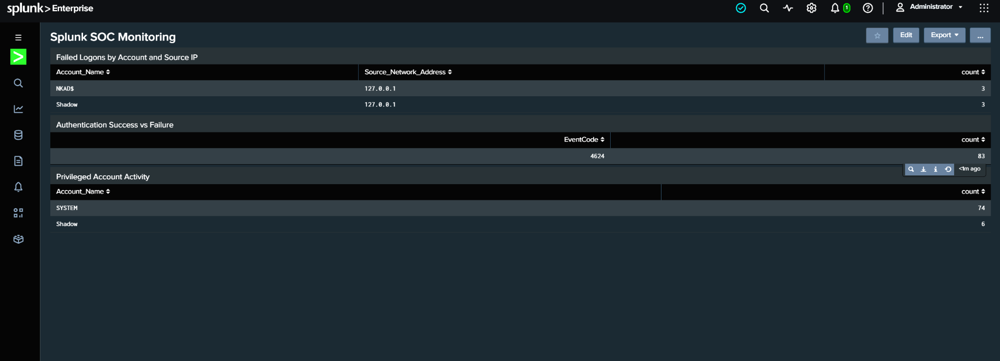 splunk>Enterprise
1
Administrator
Splunk SOC Monitoring
Edit
Export
...
Failed Logons by Account and Source IP
Account_Name Source_Network_Address count
NKAD$ 127.0.0.1 3
Shadow 127.0.0.1 3
Authentication Success vs Failure
EventCode count
4624 83
<1m ago
Privileged Account Activity
Account_Name count
SYSTEM 74
Shadow 6